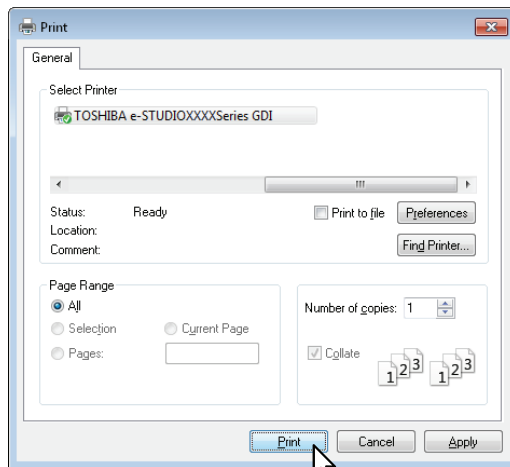 Print
General
Select Printer
TOSHIBA e-STUDIOXXXXSeries GDI
Status: Ready
Print to file Preferences
Location:
Comment:
Find Printer...
Page Range
All
Selection Current Page
Pages:
Number of copies: 1
Collate
1 2 3 1 2 3
Print Cancel Apply